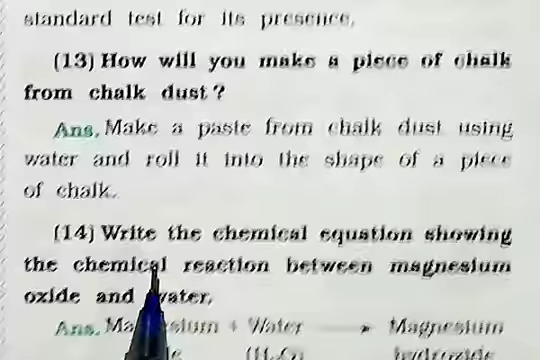 standard test for its presence.
(13) How will you make a piece of chalk
from chalk dust?
Ans. Make a paste from chalk dust using
water and roll it into the shape of a piece
of chalk.
(14) Write the chemical equation showing
the chemical reaction between magnesium
oxide and water.
Ans. + Water → Magnesium
(H₂O) hydroxide